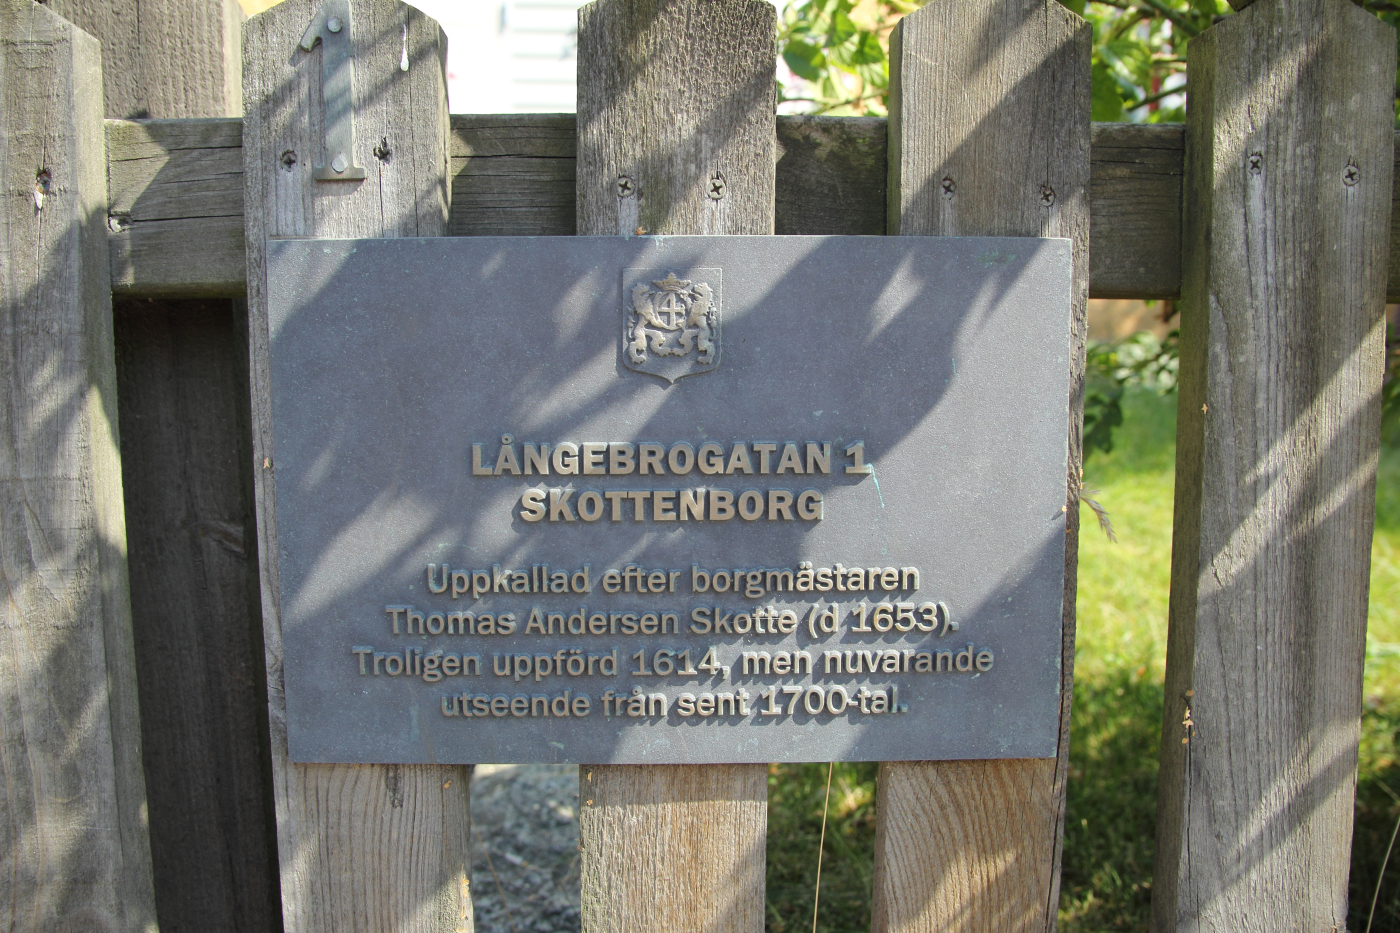 1
LÅNGEBROGATAN 1
SKOTTENBORG
Uppkallad efter borgmästaren
Thomas Andersen Skotte (d 1653).
Troligen uppförd 1614, men nuvarande
utseende från sent 1700-tal.